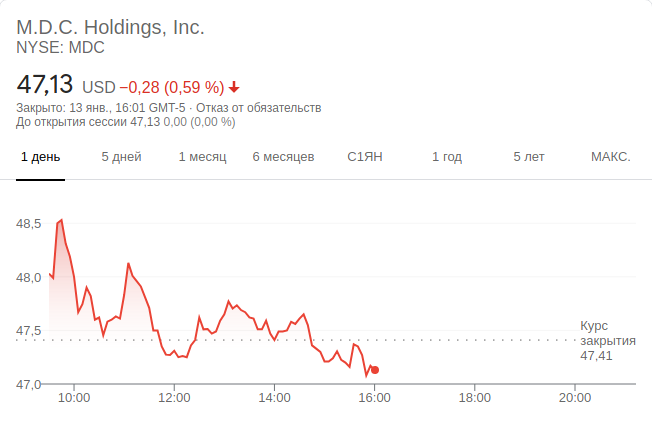 M.D.C. Holdings, Inc.
NYSE: MDC
47,13 USD −0,28 (0,59 %)
Закрыто: 13 янв., 16:01 GMT-5 · Отказ от обязательств
До открытия сессии 47,13 0,00 (0,00 %)
1 день 5 дней 1 месяц 6 месяцев С1ЯН 1 год 5 лет МАКС.
48,5
48,0
47,5
Курс
закрытия
47,41
47,0
10:00 12:00 14:00 16:00 18:00 20:00